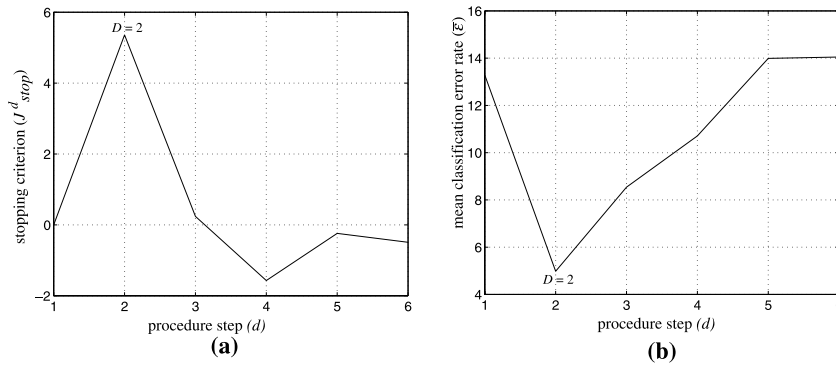 6
D = 2
4
2
0
−2
1 2 3 4 5 6
stopping criterion (J^d_stop)
procedure step (d)
(a)
16
14
12
10
8
6
D = 2
4
1 2 3 4 5
mean classification error rate (ε̅)
procedure step (d)
(b)